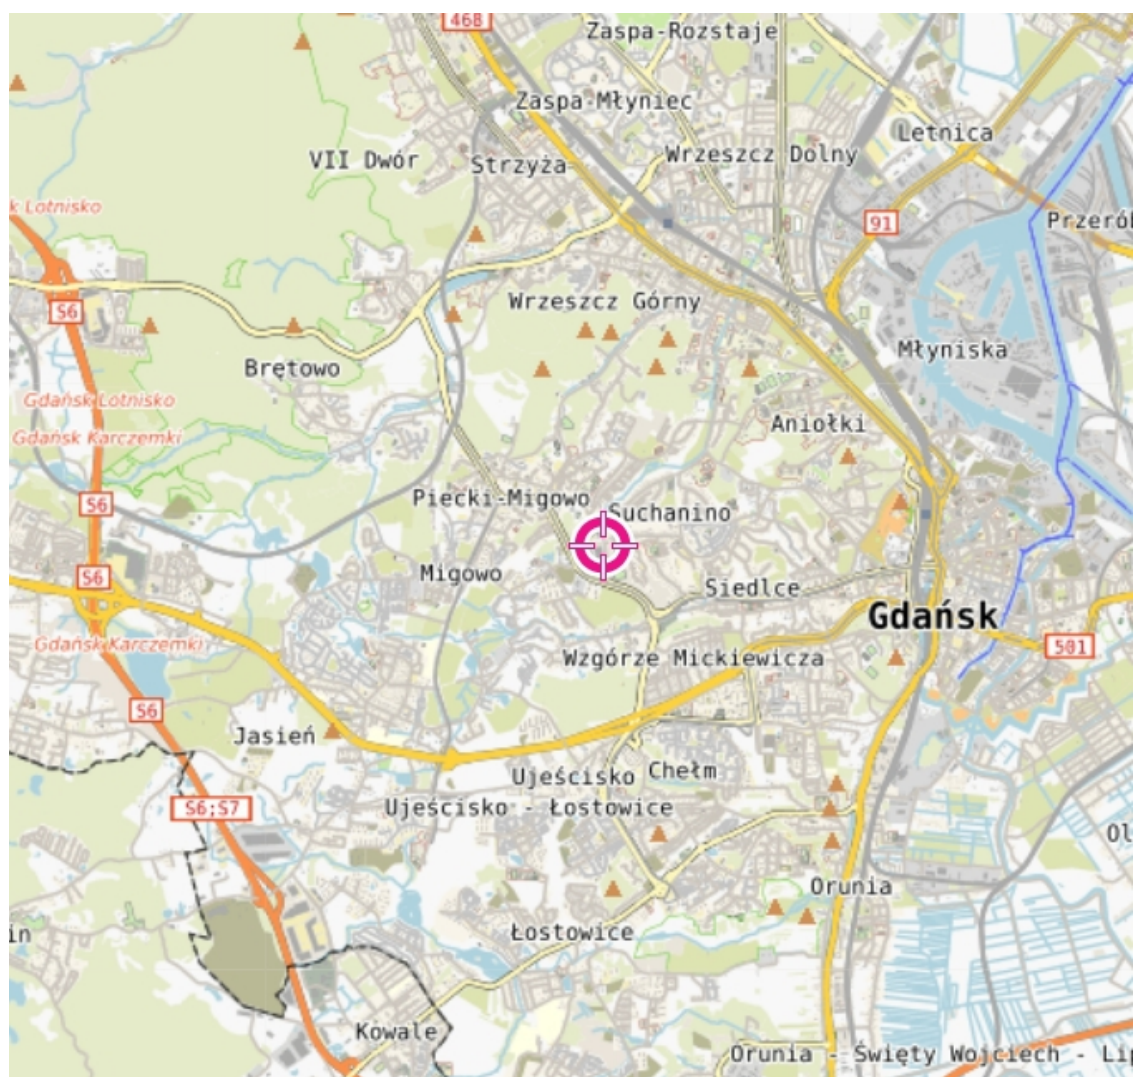 468
Zaspa-Rozstaje
Zaspa-Młyniec
Letnica
VII Dwór
Strzyża
Wrzeszcz Dolny
k Lotnisko
91
Przerób
S6
Wrzeszcz Górny
Młyniska
Brętowo
Gdańsk Lotnisko
Gdańsk Karczemki
Aniołki
Piecki-Migowo
S6
Suchanino
Migowo
S6
Siedlce
Gdańsk
Gdańsk Karczemki
501
Wzgórze Mickiewicza
S6
Jasień
Ujeścisko
Chełm
Ujeścisko - Łostowice
S6;S7
Ol
Orunia
in
Łostowice
Kowale
Orunia - Święty Wojciech - Lip